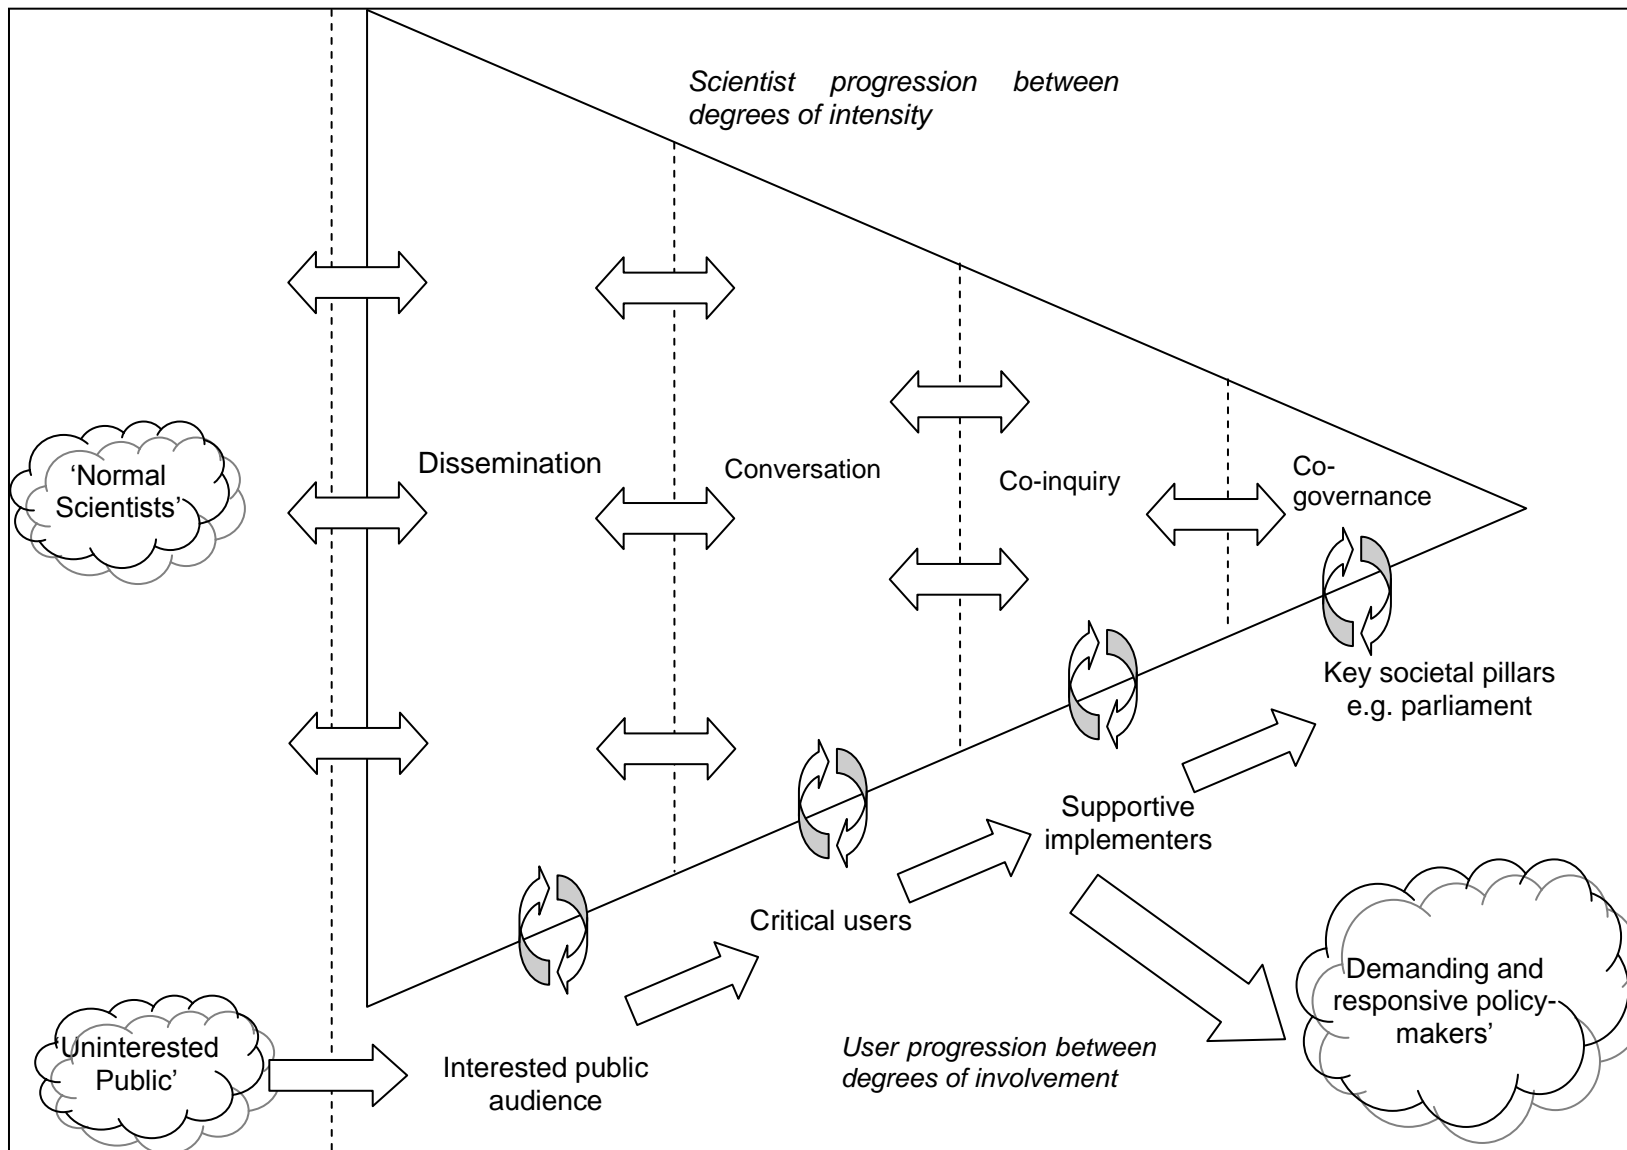 Scientist progression between
degrees of intensity
‘Normal
Scientists’
Dissemination
Conversation
Co-inquiry
Co-
governance
Key societal pillars
e.g. parliament
Supportive
implementers
Critical users
Demanding and
responsive policy-
makers’
‘Uninterested
Public’
Interested public
audience
User progression between
degrees of involvement